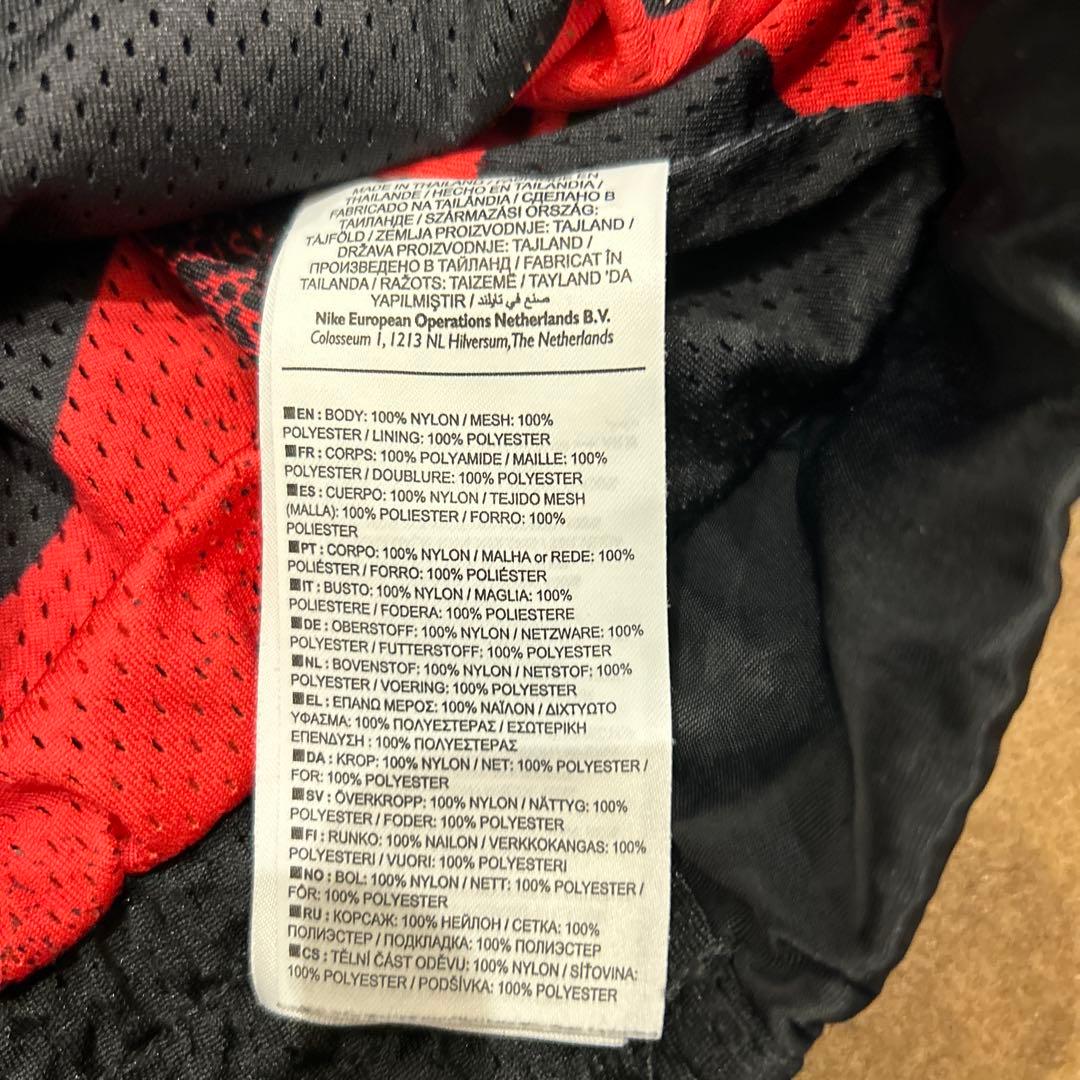 MADE IN THAILAND / FABRIQUÉ EN
THAILANDE / HECHO EN TAILANDIA /
FABRICADO NA TAILÂNDIA / СДЕЛАНО В
ТАИЛАНДЕ / SZÁRMAZÁSI ORSZÁG:
TAJFÖLD / ZEMLJA PROIZVODNJE: TAJLAND /
DRŽAVA PROIZVODNJE: TAJLAND /
ПРОИЗВЕДЕНО В ТАЙЛАНД / FABRICAT ÎN
TAILANDA / RAŽOTS: TAIZEMĒ / TAYLAND 'DA
YAPILMIŞTIR / صنع في تايلند
Nike European Operations Netherlands B.V.
Colosseum 1, 1213 NL Hilversum, The Netherlands
EN : BODY: 100% NYLON / MESH: 100%
POLYESTER / LINING: 100% POLYESTER
FR : CORPS: 100% POLYAMIDE / MAILLE: 100%
POLYESTER / DOUBLURE: 100% POLYESTER
ES : CUERPO: 100% NYLON / TEJIDO MESH
(MALLA): 100% POLIESTER / FORRO: 100%
POLIESTER
PT : CORPO: 100% NYLON / MALHA or REDE: 100%
POLIÉSTER / FORRO: 100% POLIÉSTER
IT : BUSTO: 100% NYLON / MAGLIA: 100%
POLIESTERE / FODERA: 100% POLIESTERE
DE : OBERSTOFF: 100% NYLON / NETZWARE: 100%
POLYESTER / FUTTERSTOFF: 100% POLYESTER
NL : BOVENSTOF: 100% NYLON / NETSTOF: 100%
POLYESTER / VOERING: 100% POLYESTER
EL : ΕΠΑΝΩ ΜΕΡΟΣ: 100% ΝΑΪΛΟΝ / ΔΙΧΤΥΩΤΟ
ΥΦΑΣΜΑ: 100% ΠΟΛΥΕΣΤΕΡΑΣ / ΕΣΩΤΕΡΙΚΗ
ΕΠΕΝΔΥΣΗ : 100% ΠΟΛΥΕΣΤΕΡΑΣ
DA : KROP: 100% NYLON / NET: 100% POLYESTER /
FOR: 100% POLYESTER
SV : ÖVERKROPP: 100% NYLON / NÄTTYG: 100%
POLYESTER / FODER: 100% POLYESTER
FI : RUNKO: 100% NAILON / VERKKOKANGAS: 100%
POLYESTERI / VUORI: 100% POLYESTERI
NO : BOL: 100% NYLON / NETT: 100% POLYESTER /
FÔR: 100% POLYESTER
RU : КОРСАЖ: 100% НЕЙЛОН / СЕТКА: 100%
ПОЛИЭСТЕР / ПОДКЛАДКА: 100% ПОЛИЭСТЕР
CS : TĚLNÍ ČÁST ODĚVU: 100% NYLON / SÍŤOVINA:
100% POLYESTER / PODŠÍVKA: 100% POLYESTER